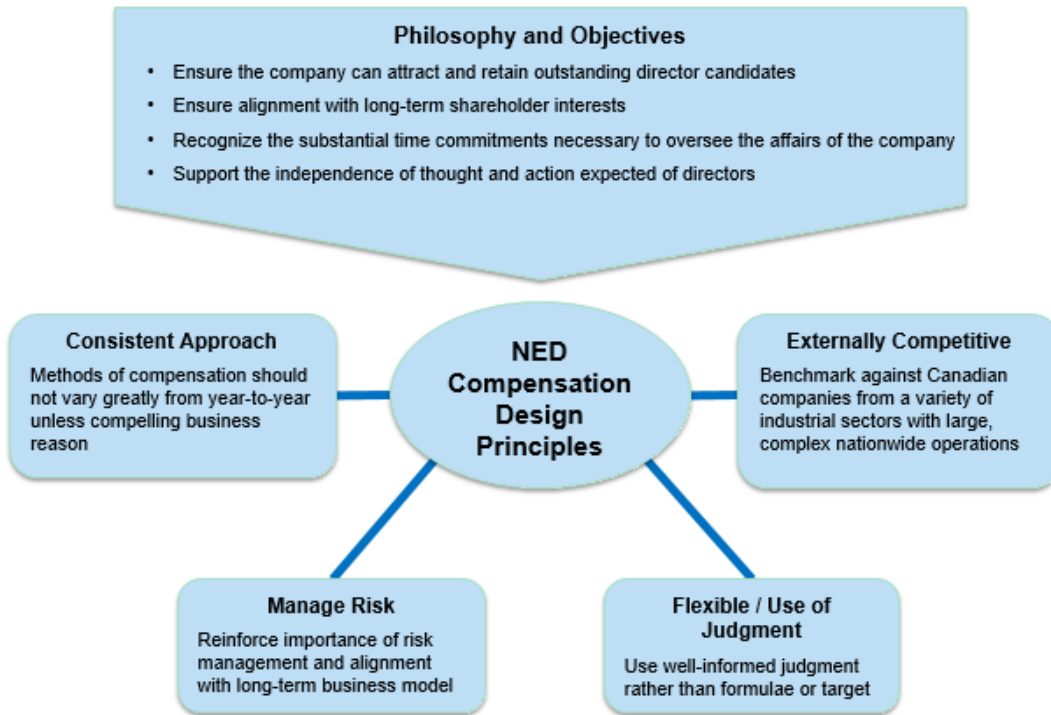 Philosophy and Objectives
• Ensure the company can attract and retain outstanding director candidates
• Ensure alignment with long-term shareholder interests
• Recognize the substantial time commitments necessary to oversee the affairs of the company
• Support the independence of thought and action expected of directors
Consistent Approach
Methods of compensation should
not vary greatly from year-to-year
unless compelling business
reason
NED
Compensation
Design
Principles
Externally Competitive
Benchmark against Canadian
companies from a variety of
industrial sectors with large,
complex nationwide operations
Manage Risk
Reinforce importance of risk
management and alignment
with long-term business model
Flexible / Use of
Judgment
Use well-informed judgment
rather than formulae or target